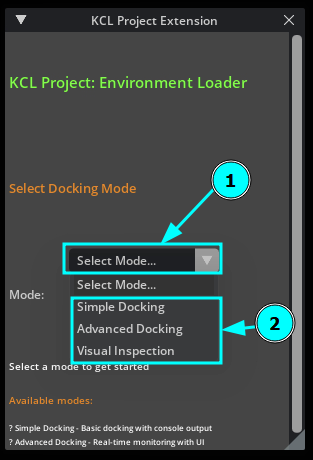 KCL Project Extension
KCL Project: Environment Loader
Select Docking Mode
1
Select Mode...
Mode:
Select Mode...
Simple Docking
Advanced Docking
Visual Inspection
2
Select a mode to get started
Available modes:
? Simple Docking - Basic docking with console output
? Advanced Docking - Real-time monitoring with UI